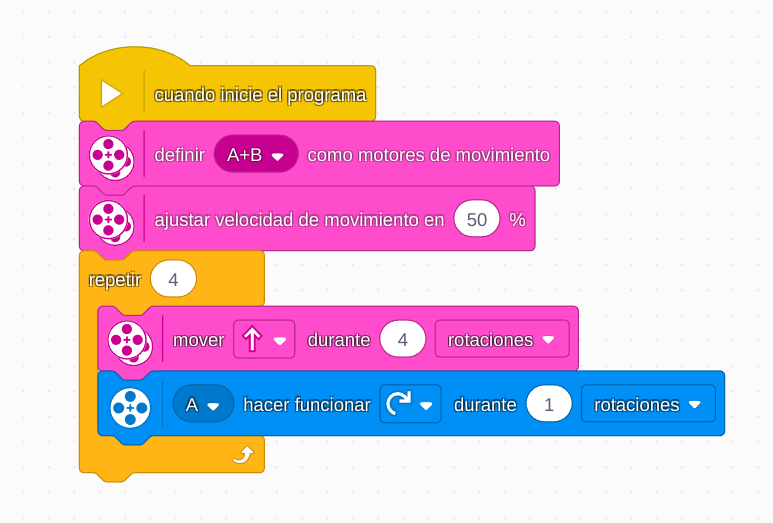 cuando inicie el programa
definir A+B como motores de movimiento
ajustar velocidad de movimiento en 50 %
repetir 4
mover durante 4 rotaciones
A hacer funcionar durante 1 rotaciones